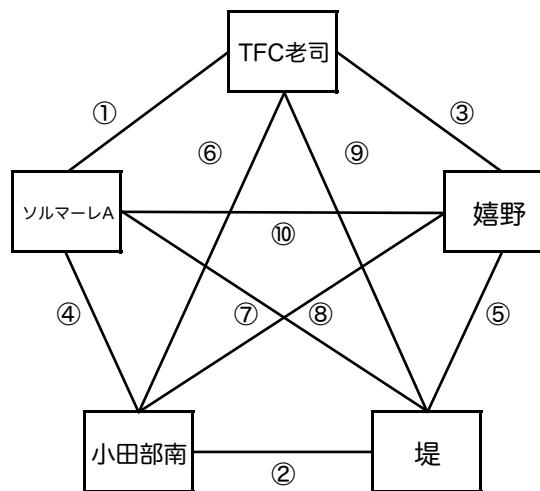 TFC老司
①
③
⑥
⑨
ソルマーレA
嬉野
⑩
④
⑦
⑧
⑤
小田部南
堤
②